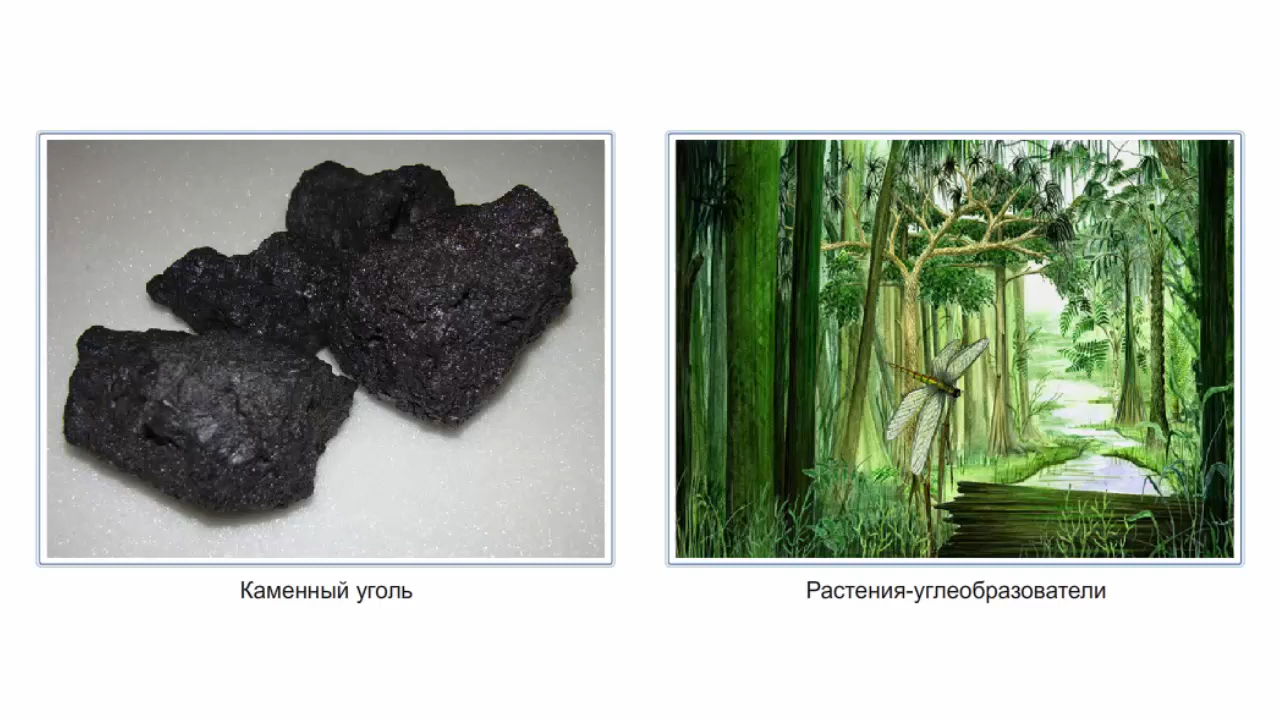 Каменный уголь
Растения-углеобразователи